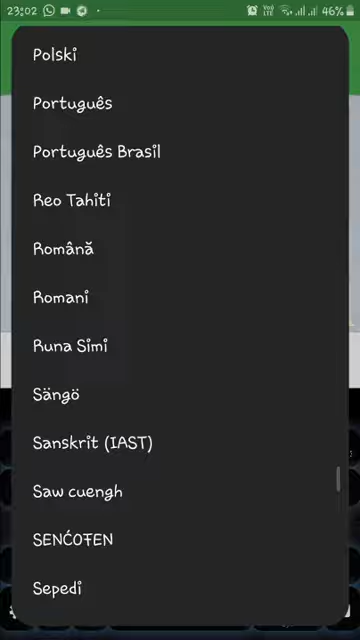 23:02
46%
Polski
Português
Português Brasil
Reo Tahiti
Română
Romani
Runa Simi
Sängö
Sanskrit (IAST)
Saw cuengh
SENĆOŦEN
Sepedi